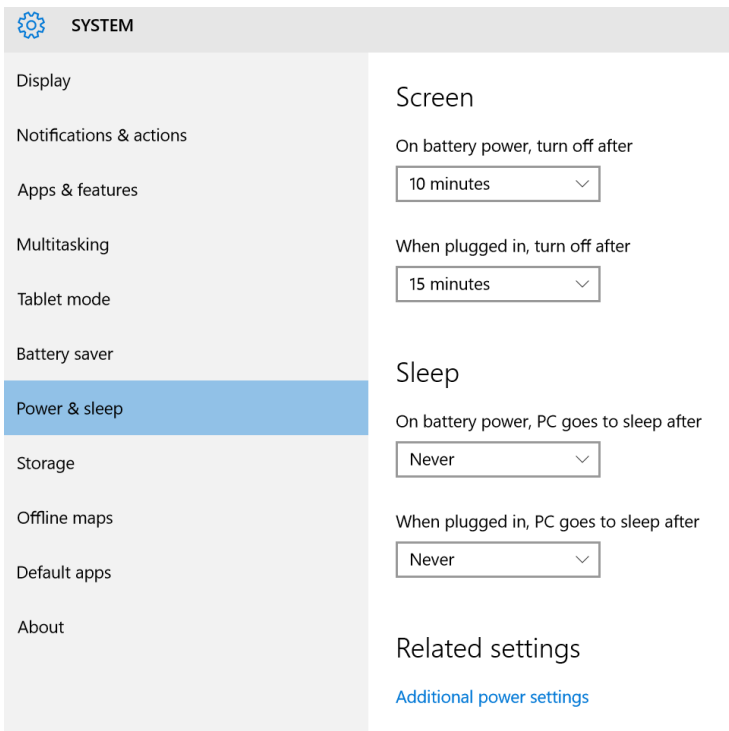 SYSTEM
Display
Notifications & actions
Apps & features
Multitasking
Tablet mode
Battery saver
Power & sleep
Storage
Offline maps
Default apps
About
Screen
On battery power, turn off after
10 minutes
When plugged in, turn off after
15 minutes
Sleep
On battery power, PC goes to sleep after
Never
When plugged in, PC goes to sleep after
Never
Related settings
Additional power settings